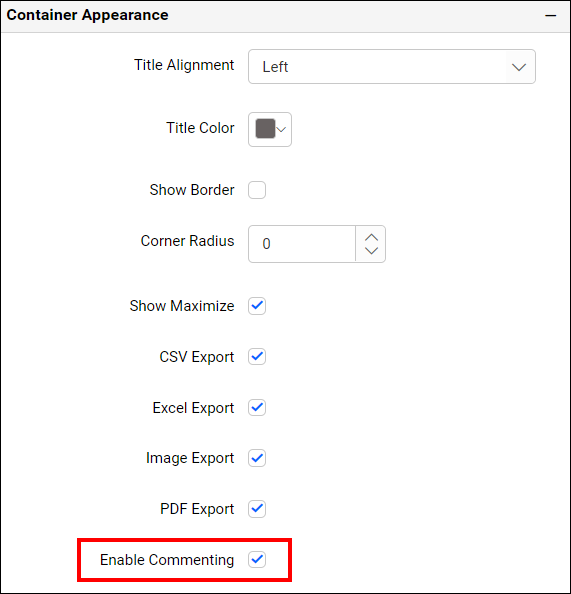 Container Appearance
Title Alignment Left
Title Color
Show Border
Corner Radius 0
Show Maximize
CSV Export
Excel Export
Image Export
PDF Export
Enable Commenting